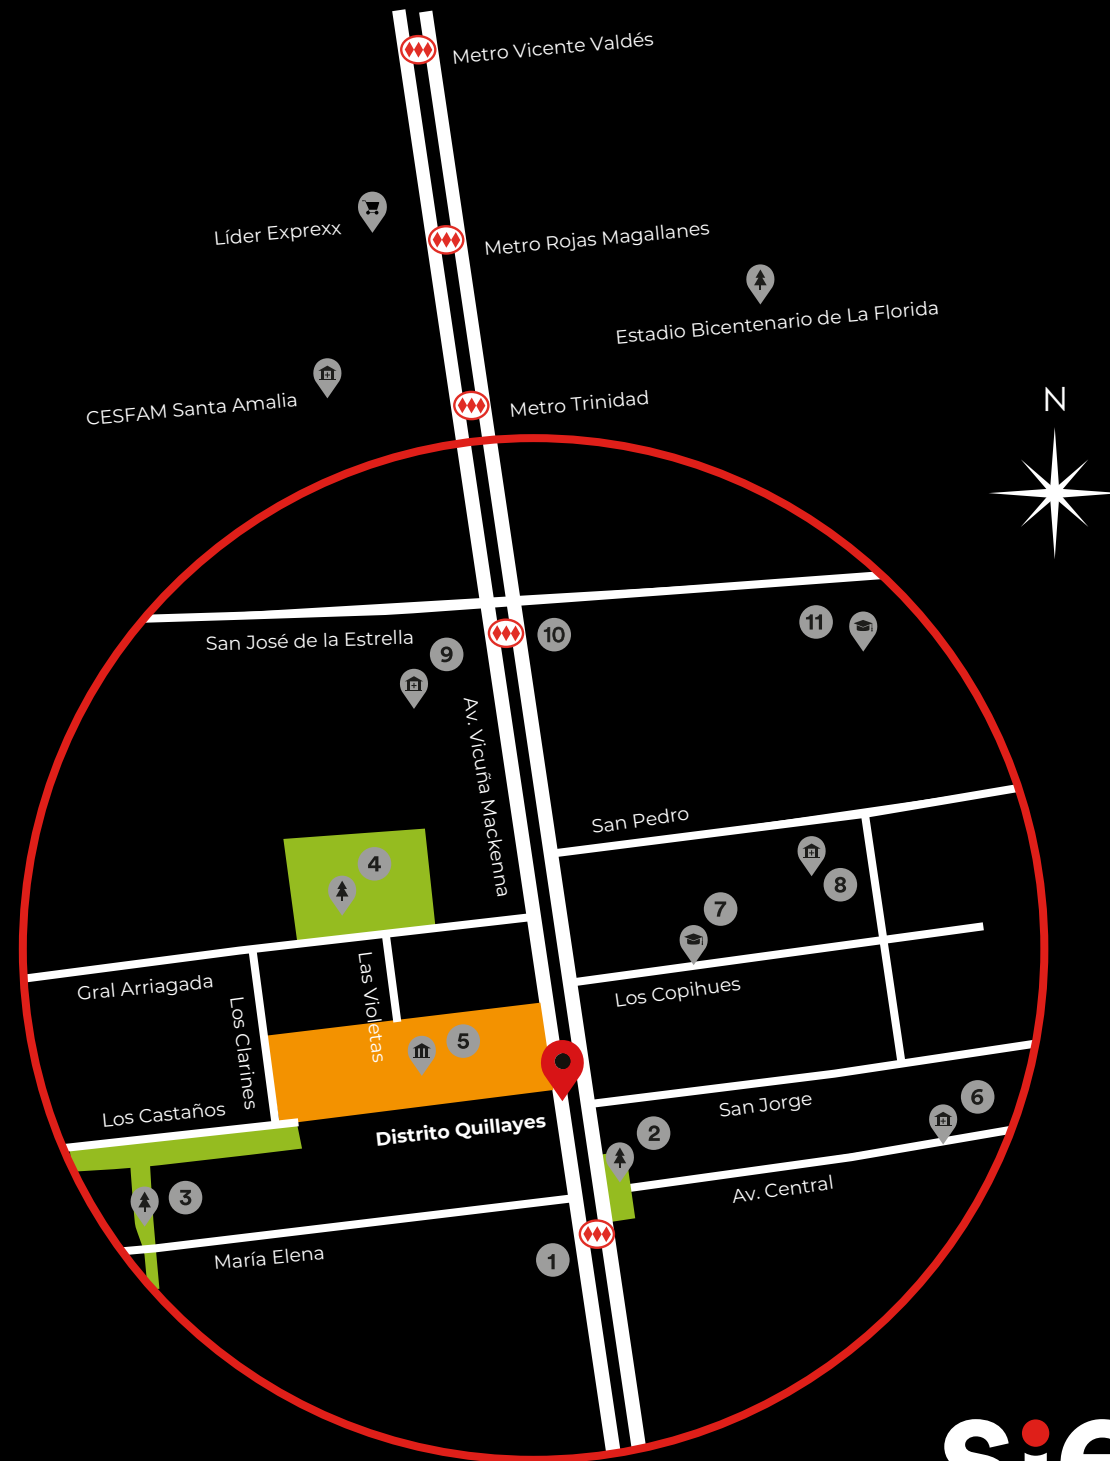 Metro Vicente Valdés
Líder Exprexx
Metro Rojas Magallanes
Estadio Bicentenario de La Florida
CESFAM Santa Amalia
Metro Trinidad
N
San José de la Estrella
9
10
11
Av. Vicuña Mackenna
San Pedro
4
8
7
Gral Arriagada
Los Clarines
Las Violetas
Los Copihues
5
Los Castaños
Distrito Quillayes
San Jorge
6
2
3
Av. Central
María Elena
1